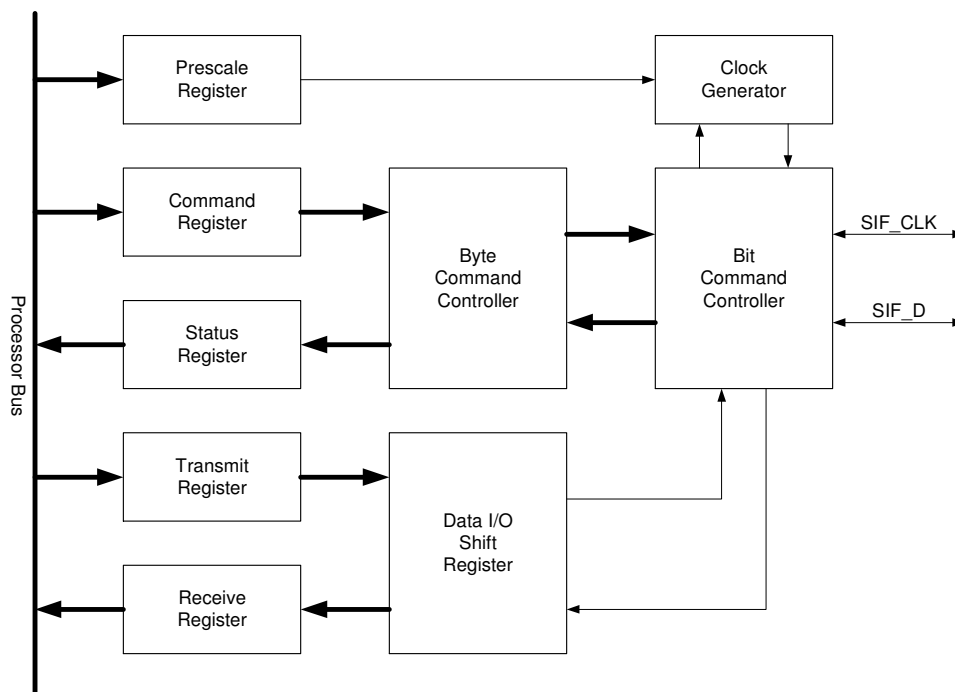 Prescale
Register
Clock
Generator
Command
Register
Byte
Command
Controller
Bit
Command
Controller
SIF_CLK
SIF_D
Status
Register
Processor Bus
Transmit
Register
Data I/O
Shift
Register
Receive
Register